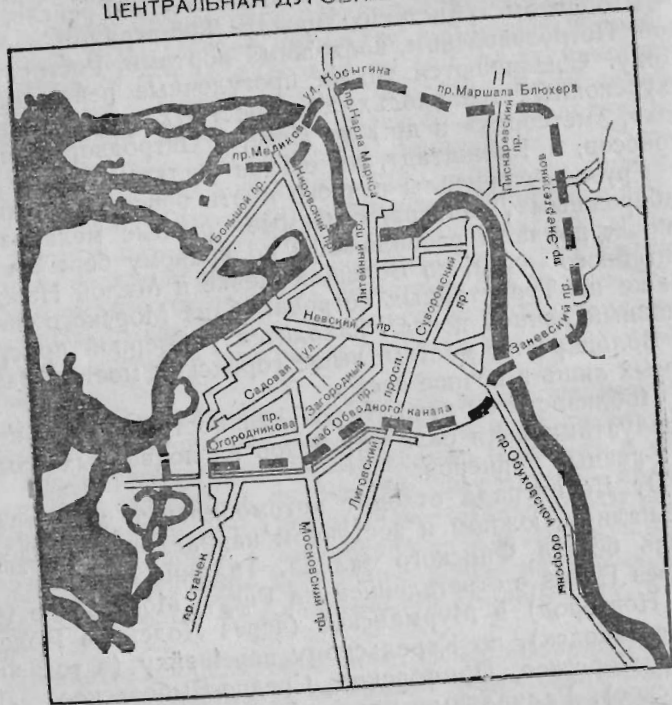 ЦЕНТРАЛЬНАЯ
ул. Косыгина
пр. Маршала Блюхера
пр. Карла Маркса
Пискаревский пр.
пр. Медиков
пр. Энергетиков
Большой пр.
Кировский пр.
Литейный пр.
Суворовский пр.
Заневский пр.
Невский пр.
Садовая ул.
Загородный пр.
просп.
пр. Огородникова
наб. Обводного канала
Лиговский
пр. Обуховской обороны
Московский пр.
пр. Стачек